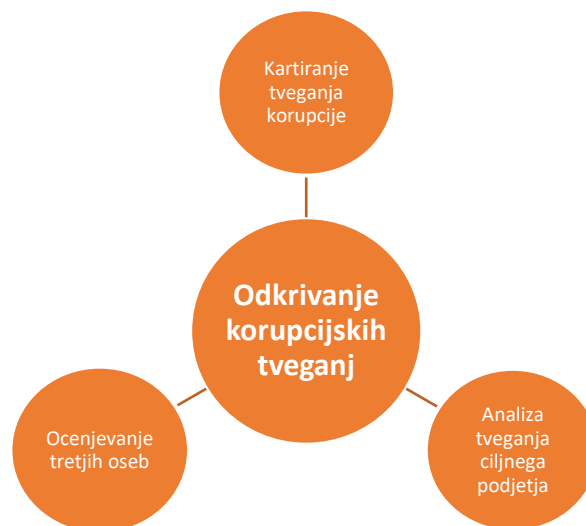 Kartiranje
tveganja
korupcije
Odkrivanje
korupcijskih
tveganj
Ocenjevanje
tretjih oseb
Analiza
tveganja
ciljnega
podjetja